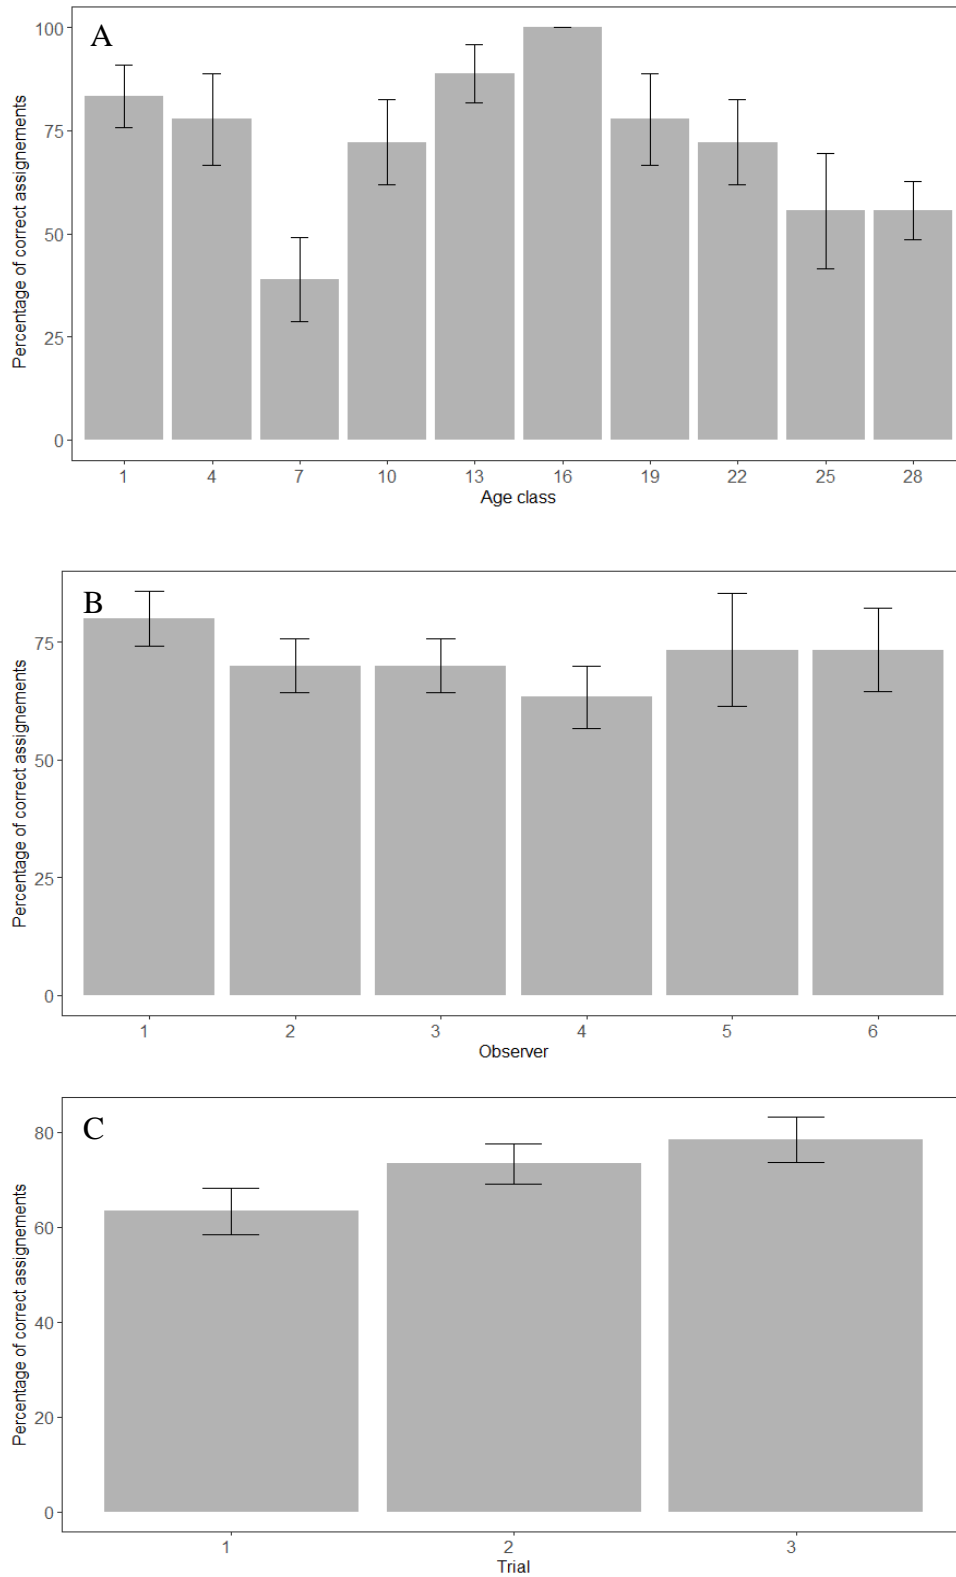 A
Percentage of correct assignements
100
75
50
25
0
1 4 7 10 13 16 19 22 25 28
Age class
B
Percentage of correct assignements
75
50
25
0
1 2 3 4 5 6
Observer
C
Percentage of correct assignements
80
60
40
20
0
1 2 3
Trial